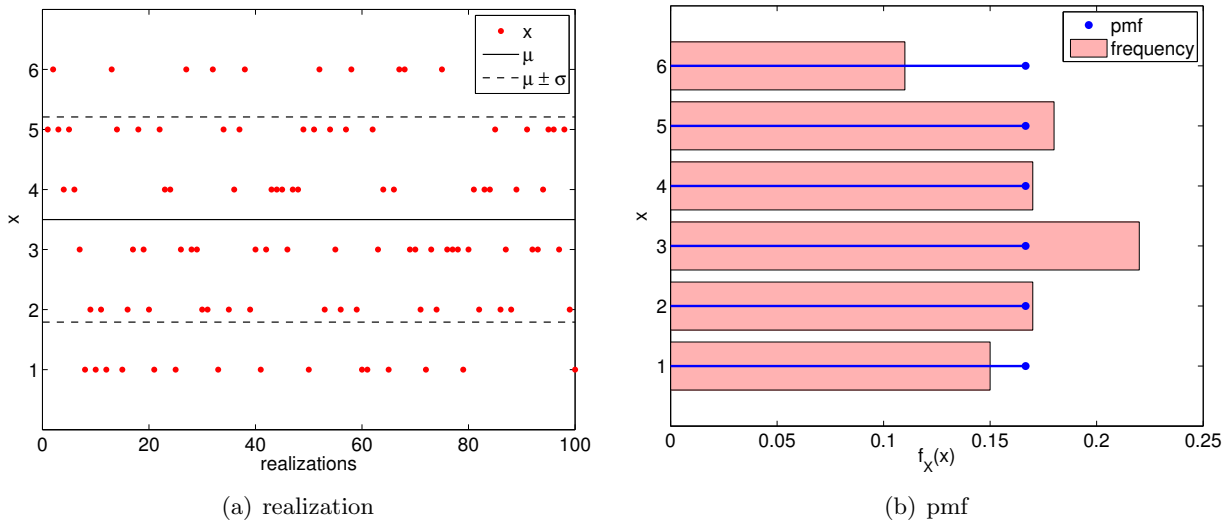 x
μ
μ ± σ
6
5
4
3
2
1
x
0
20
40
60
80
100
realizations
(a) realization
pmf
frequency
6
5
4
3
2
1
x
0
0.05
0.1
0.15
0.2
0.25
f_X(x)
(b) pmf